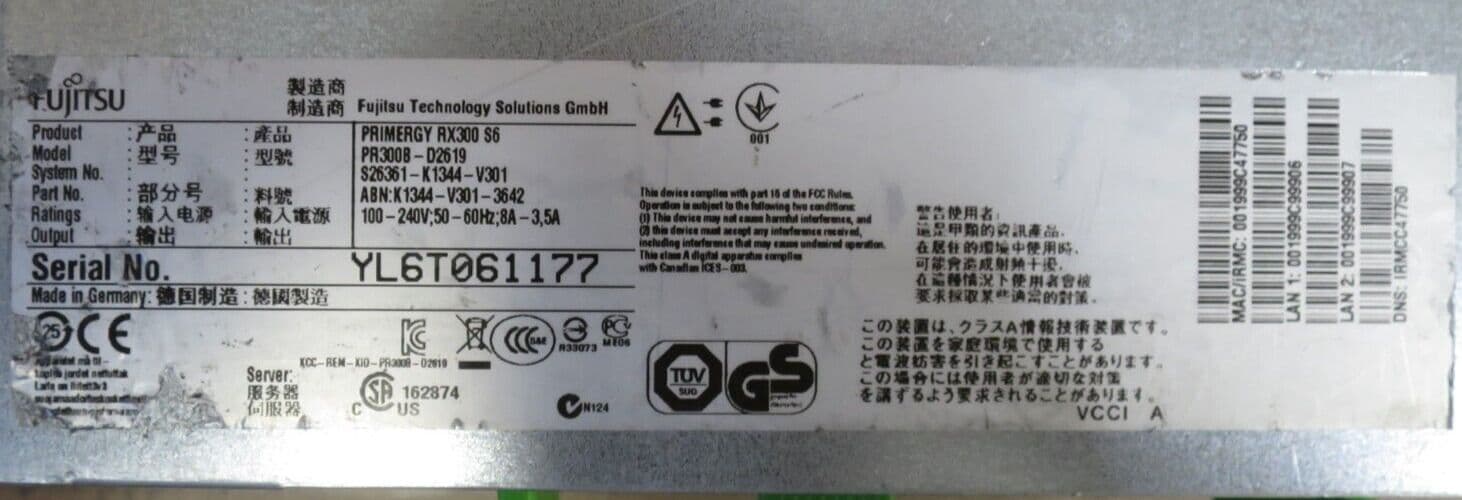 FUJITSU
製造商
制造商 Fujitsu Technology Solutions GmbH
Product : 产品 : 產品 PRIMERGY RX300 S6
Model : 型号 : 型號 PR300B-D2619
System No. : : S26361-K1344-V301
Part No. : 部分号 : 料號 ABN:K1344-V301-3642
Ratings : 输入电源 : 輸入電源 100-240V;50-60Hz;8A-3,5A
Output : 输出 : 輸出
Serial No. YL6T061177
Made in Germany: 德国制造 : 德國製造
25
CE
KCC-REM-KIO-PR300B-D2619
CCC
S&E
R33073
ME06
Server:
服务器
伺服器
SA
C US
162874
N124
001
This device complies with part 15 of the FCC Rules.
Operation is subject to the following two conditions:
(1) This device may not cause harmful interference, and
(2) this device must accept any interference received,
including interference that may cause undesired operation.
This class A digital apparatus complies
with Canadian ICES-003.
TÜV
SUD
GS
警告使用者:
這是甲類的資訊產品,
在居住的環境中使用時,
可能會造成射頻干擾,
在這種情況下使用者會被
要求採取某些適當的對策。
この装置は、クラスA情報技術装置です。
この装置を家庭環境で使用する
と電波妨害を引き起こすことがあります。
この場合には使用者が適切な対策
を講ずるよう要求されることがあります。
VCCI A
MAC/iRMC: 001999C47750
LAN 1: 001999C99906
LAN 2: 001999C99907
DNS: IRMCC47750